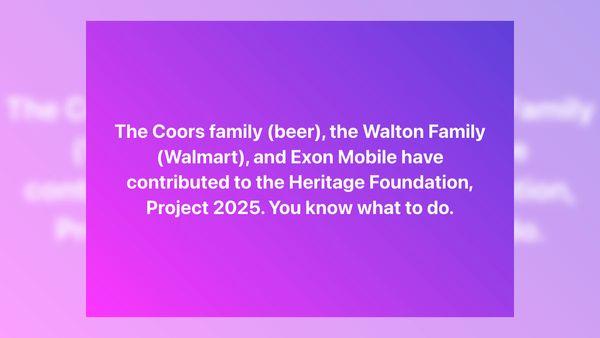 The Coors family (beer), the Walton Family
(Walmart), and Exon Mobile have
contributed to the Heritage Foundation,
Project 2025. You know what to do.